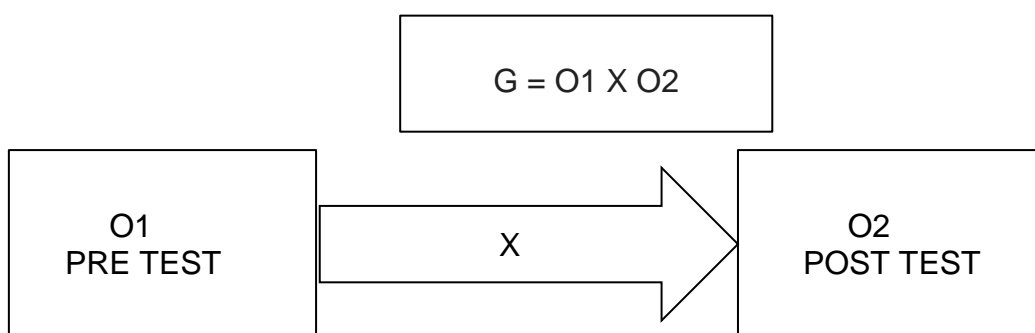 G = O1 X O2
O1
PRE TEST
X
O2
POST TEST